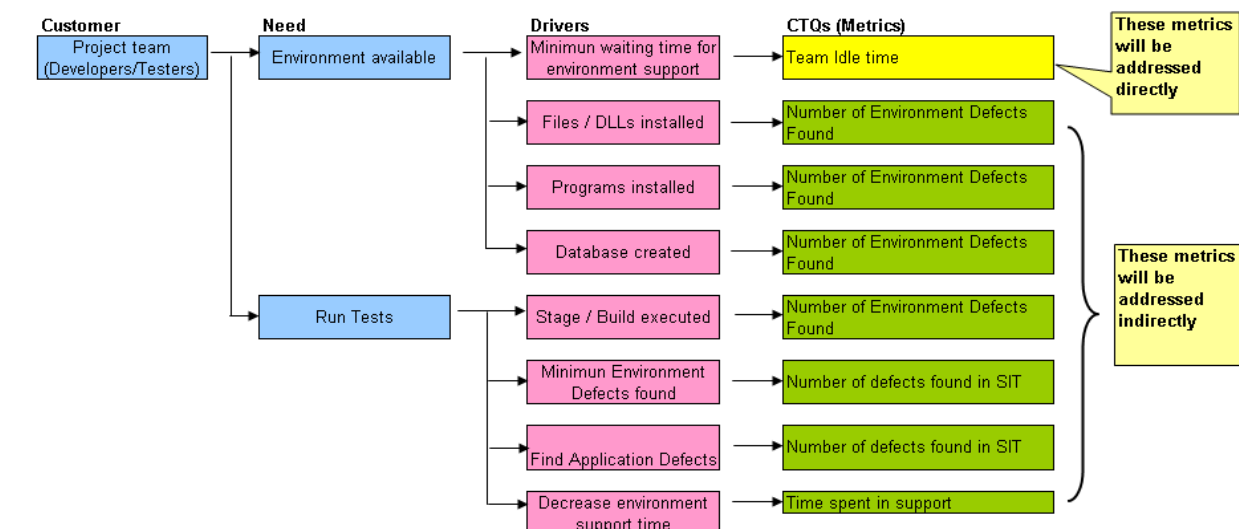 Customer
Need
Drivers
CTQs (Metrics)
Project team
(Developers/Testers)
Environment available
Minimun waiting time for
environment support
Team Idle time
These metrics
will be
addressed
directly
Files / DLLs installed
Number of Environment Defects
Found
Programs installed
Number of Environment Defects
Found
Database created
Number of Environment Defects
Found
These metrics
will be
addressed
indirectly
Run Tests
Stage / Build executed
Number of Environment Defects
Found
Minimun Environment
Defects found
Number of defects found in SIT
Find Application Defects
Number of defects found in SIT
Decrease environment
support time
Time spent in support